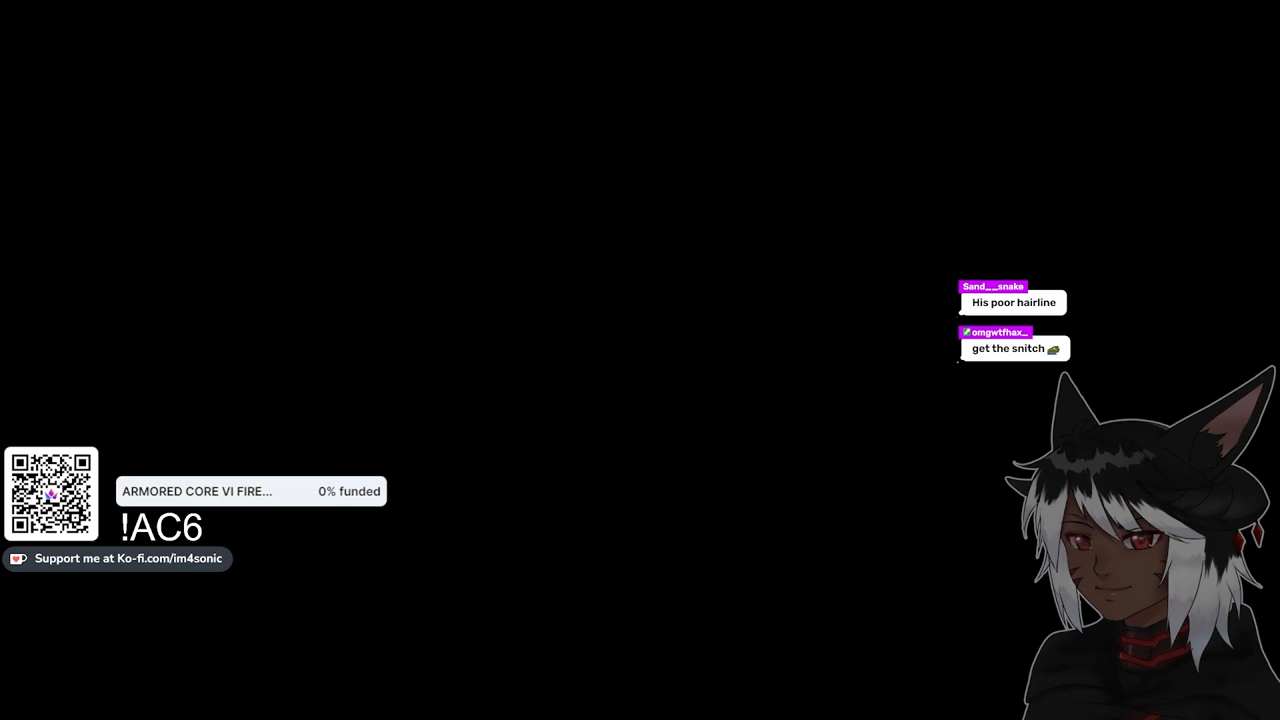 Sand__snake
His poor hairline
omgwtfhax_
get the snitch
ARMORED CORE VI FIRE... 0% funded
!AC6
Support me at Ko-fi.com/im4sonic